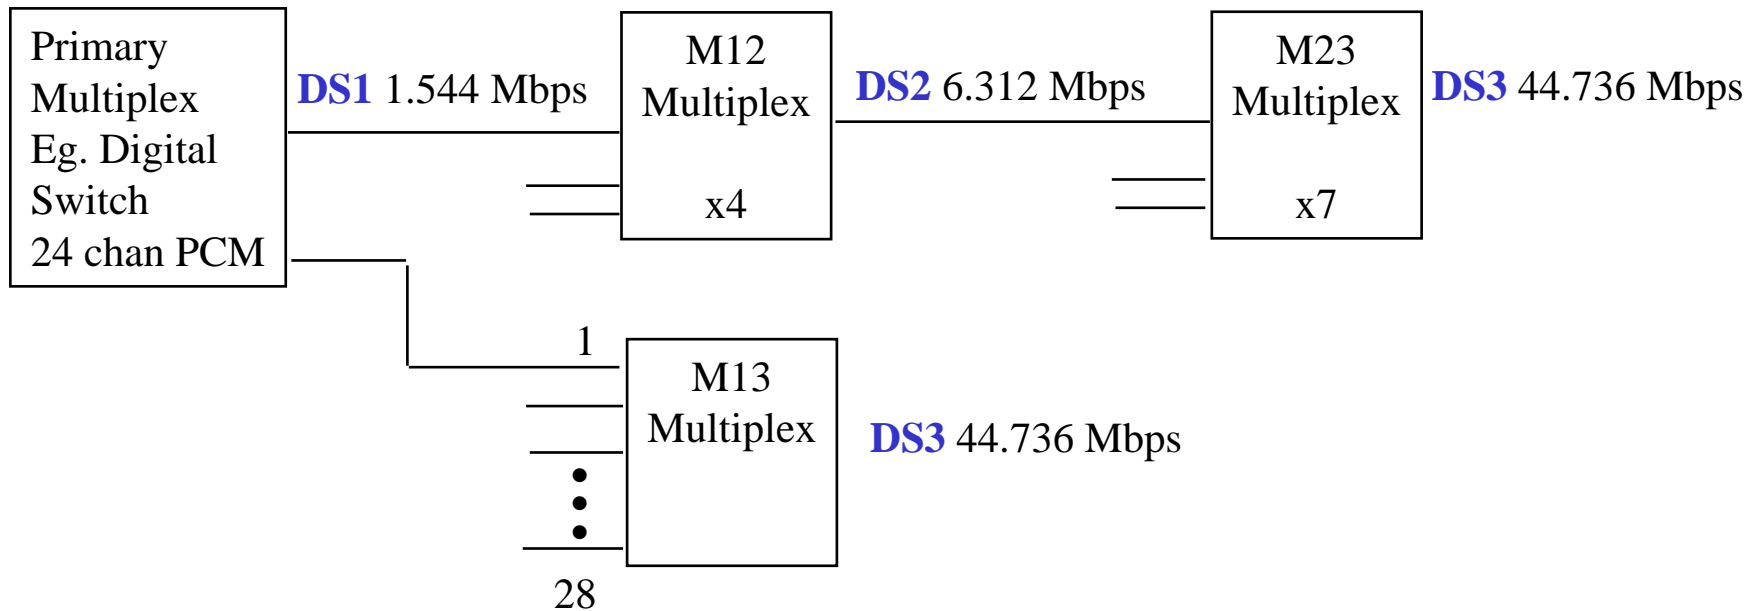 Primary
Multiplex
Eg. Digital
Switch
24 chan PCM
DS1 1.544 Mbps
M12
Multiplex
x4
DS2 6.312 Mbps
M23
Multiplex
x7
DS3 44.736 Mbps
1
M13
Multiplex
DS3 44.736 Mbps
28